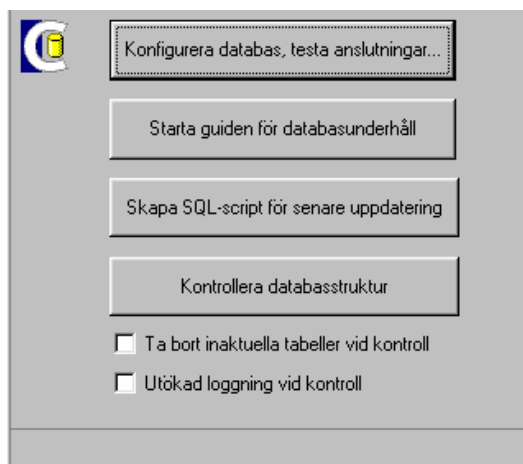 Konfigurera databas, testa anslutningar...
Starta guiden för databasunderhåll
Skapa SQL-script för senare uppdatering
Kontrollera databasstruktur
Ta bort inaktuella tabeller vid kontroll
Utökad loggning vid kontroll